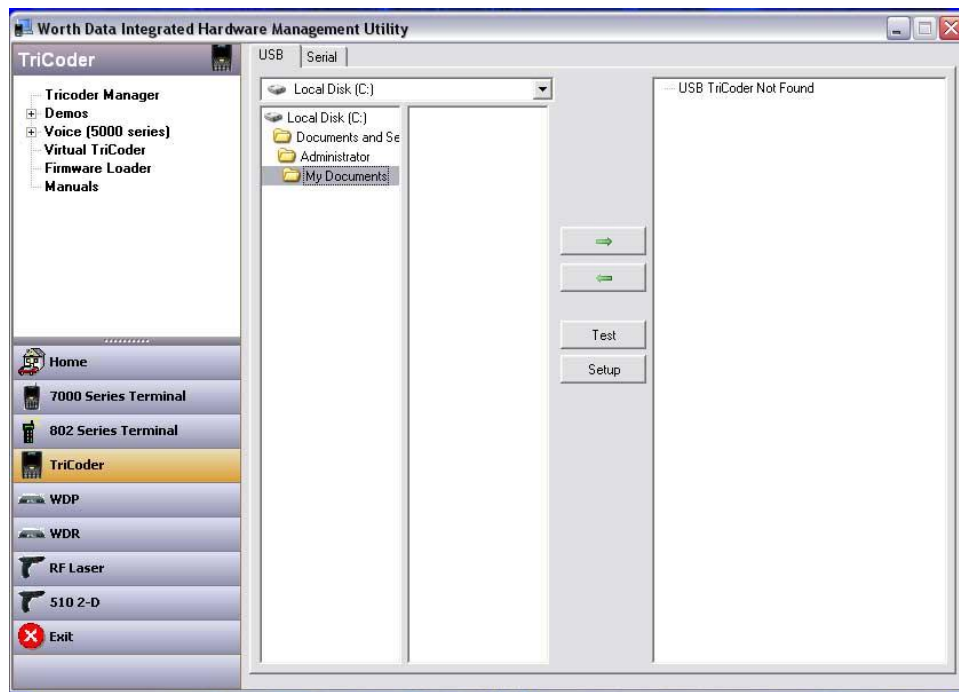 Worth Data Integrated Hardware Management Utility
TriCoder
Tricoder Manager
Demos
Voice (5000 series)
Virtual TriCoder
Firmware Loader
Manuals
Home
7000 Series Terminal
802 Series Terminal
TriCoder
WDP
WDR
RF Laser
510 2-D
Exit
USB
Serial
Local Disk (C:)
Local Disk (C:)
Documents and Se
Administrator
My Documents
Test
Setup
USB TriCoder Not Found